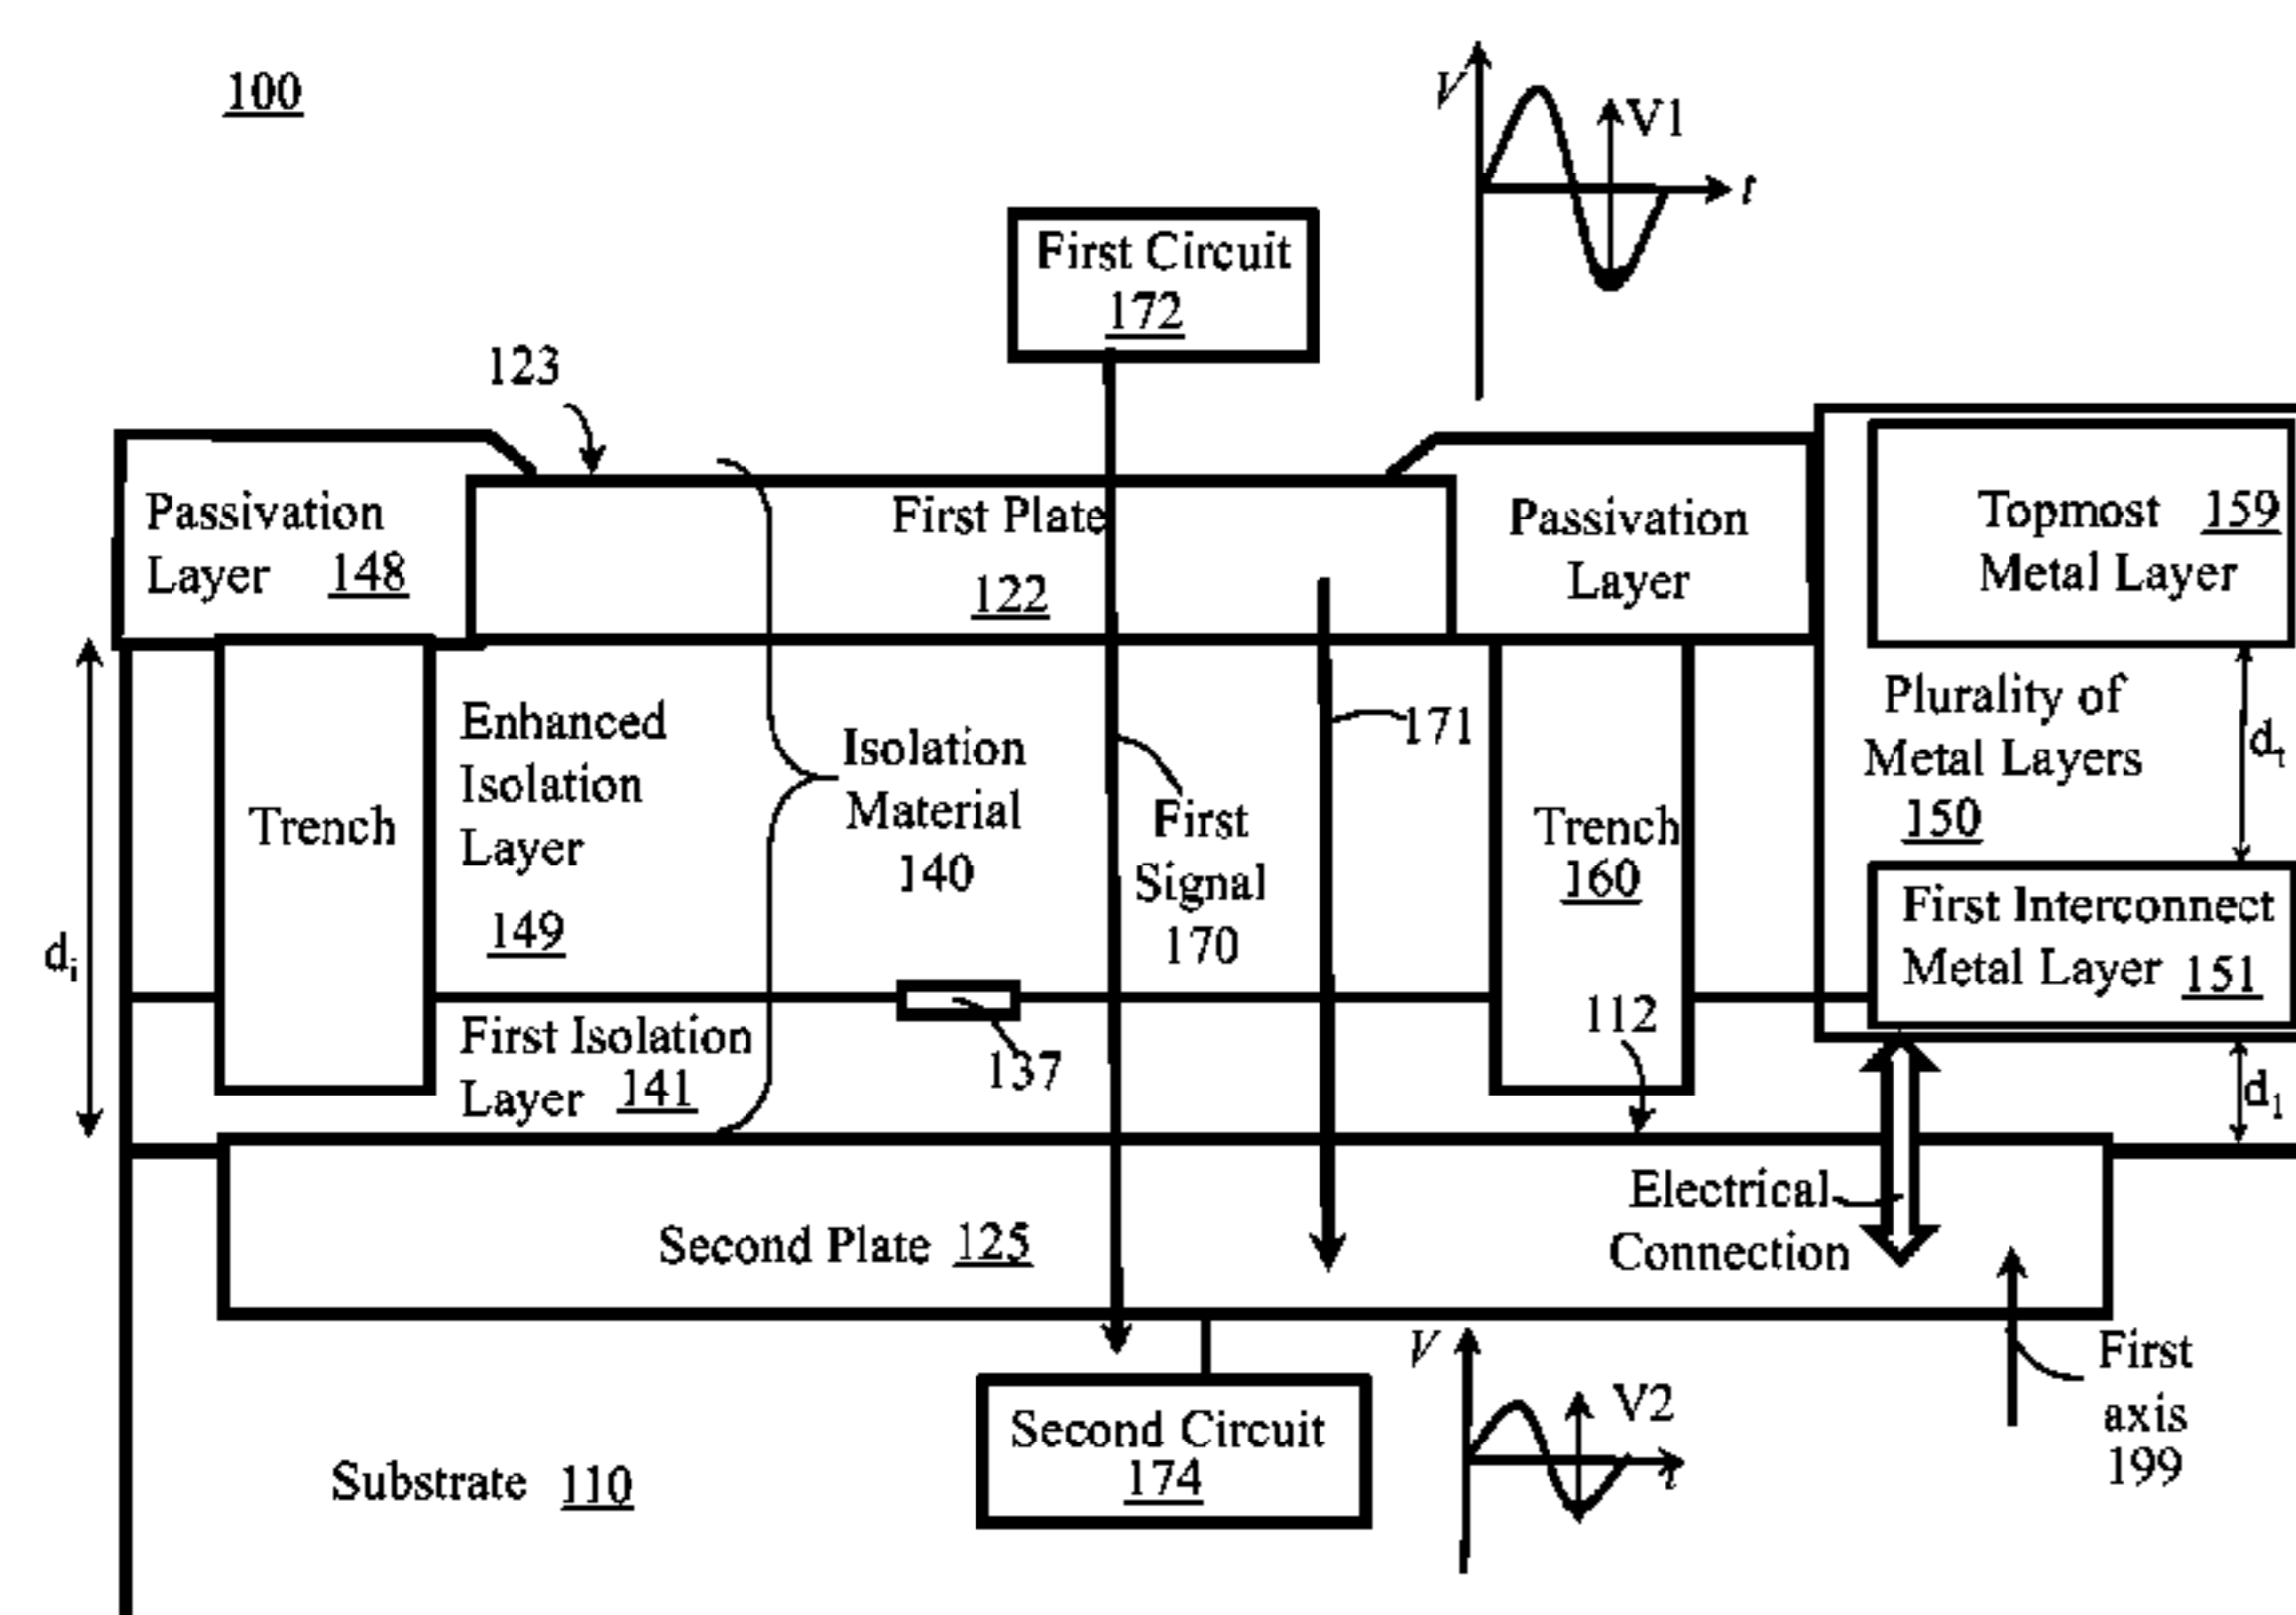 100
V
V1
t
First Circuit
172
123
Passivation
Layer 148
First Plate
122
Passivation
Layer
Topmost 159
Metal Layer
Enhanced
Isolation
Layer
149
Trench
Isolation
Material
140
First
Signal
170
171
Trench
160
Plurality of
Metal Layers
150
dt
di
First Interconnect
Metal Layer 151
First Isolation
Layer 141
137
112
d1
Second Plate 125
Electrical
Connection
First
axis
199
V
V2
t
Second Circuit
174
Substrate 110